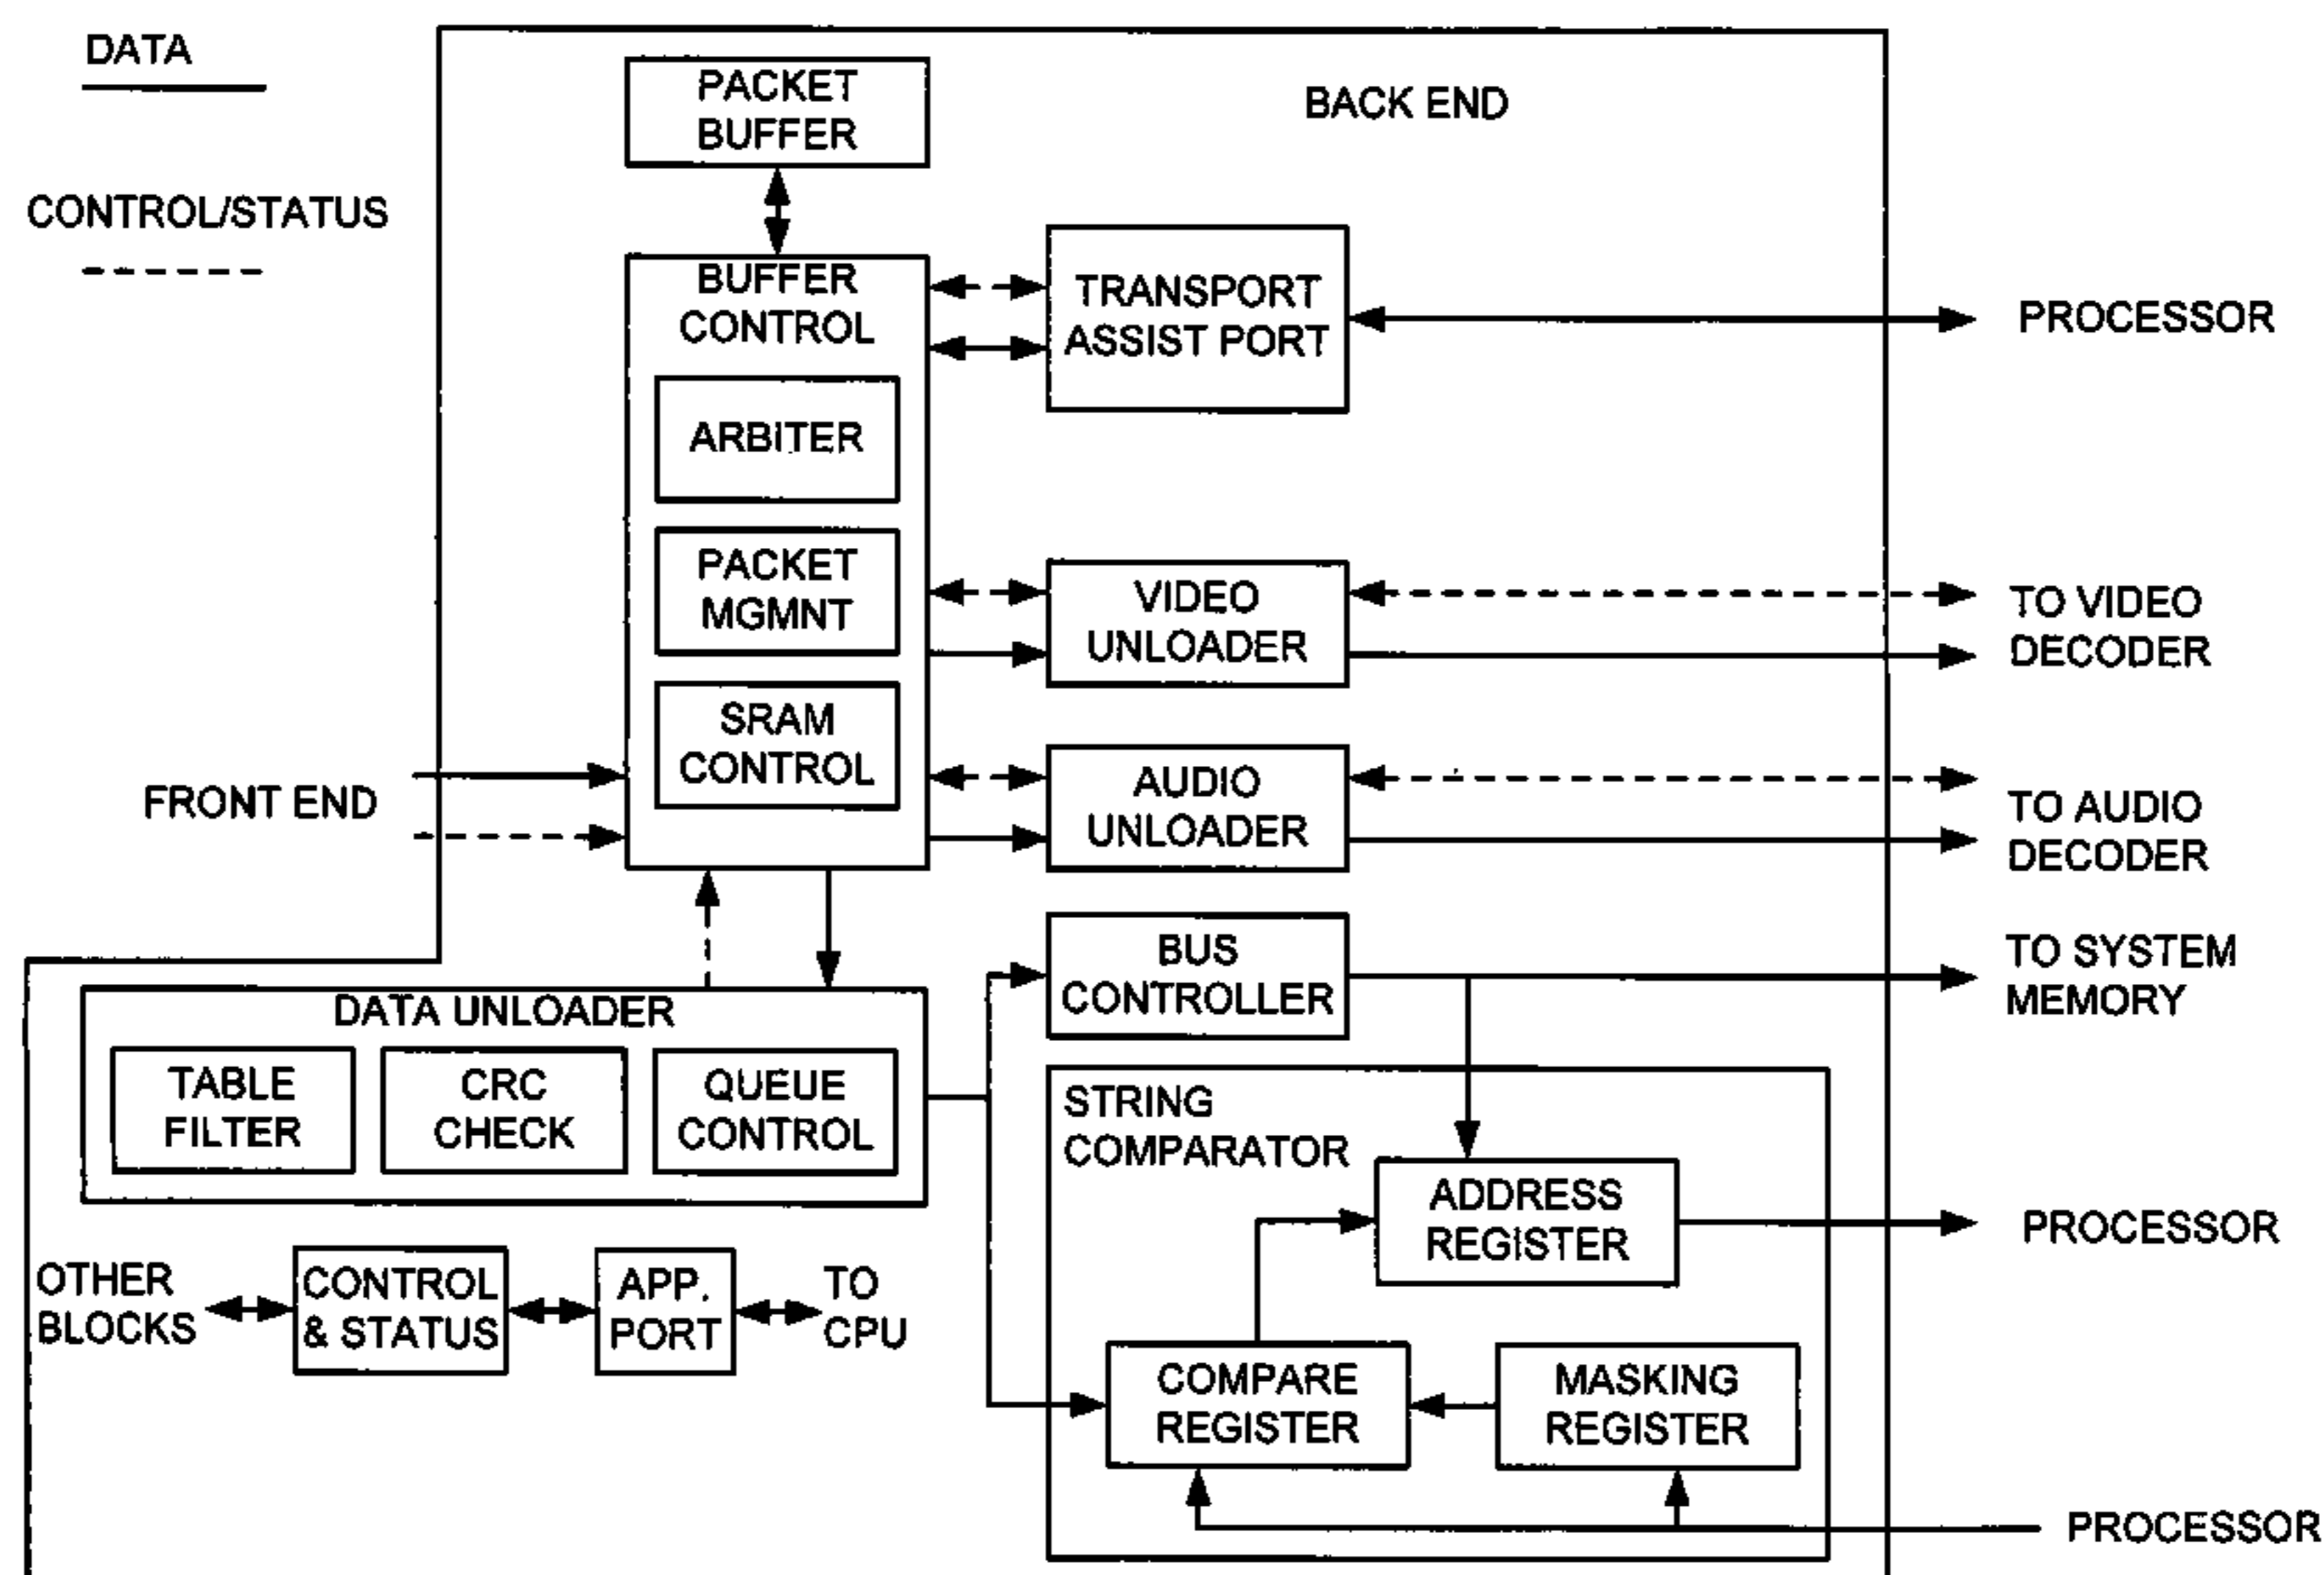 DATA
CONTROL/STATUS
BACK END
PACKET
BUFFER
BUFFER
CONTROL
ARBITER
PACKET
MGMNT
SRAM
CONTROL
TRANSPORT
ASSIST PORT
PROCESSOR
VIDEO
UNLOADER
TO VIDEO
DECODER
FRONT END
AUDIO
UNLOADER
TO AUDIO
DECODER
BUS
CONTROLLER
TO SYSTEM
MEMORY
DATA UNLOADER
TABLE
FILTER
CRC
CHECK
QUEUE
CONTROL
STRING
COMPARATOR
ADDRESS
REGISTER
PROCESSOR
OTHER
BLOCKS
CONTROL
& STATUS
APP.
PORT
TO
CPU
COMPARE
REGISTER
MASKING
REGISTER
PROCESSOR